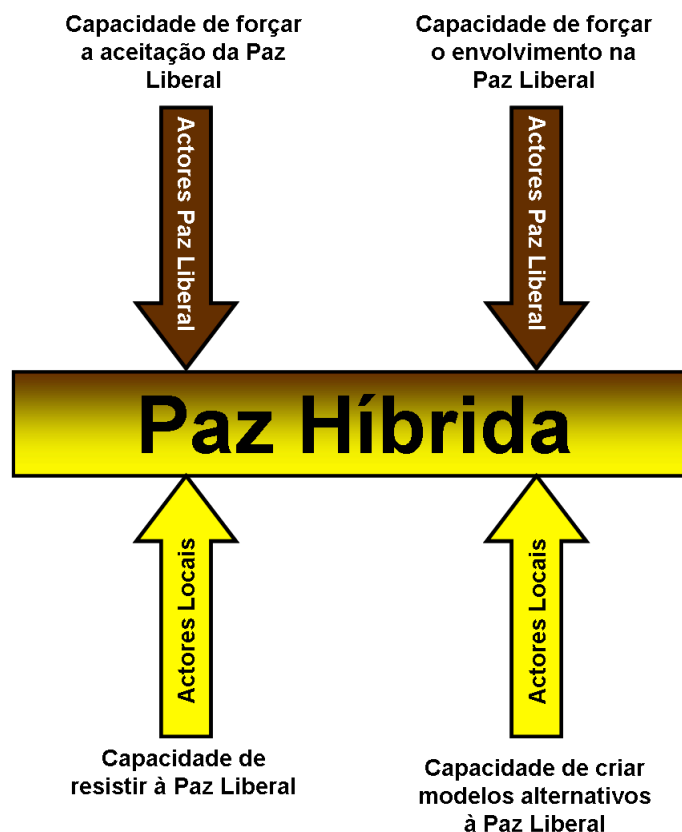 Capacidade de forçar
a aceitação da Paz
Liberal
Capacidade de forçar
o envolvimento na
Paz Liberal
Actores Paz Liberal
Actores Paz Liberal
Paz Híbrida
Actores Locais
Actores Locais
Capacidade de
resistir à Paz Liberal
Capacidade de criar
modelos alternativos
à Paz Liberal